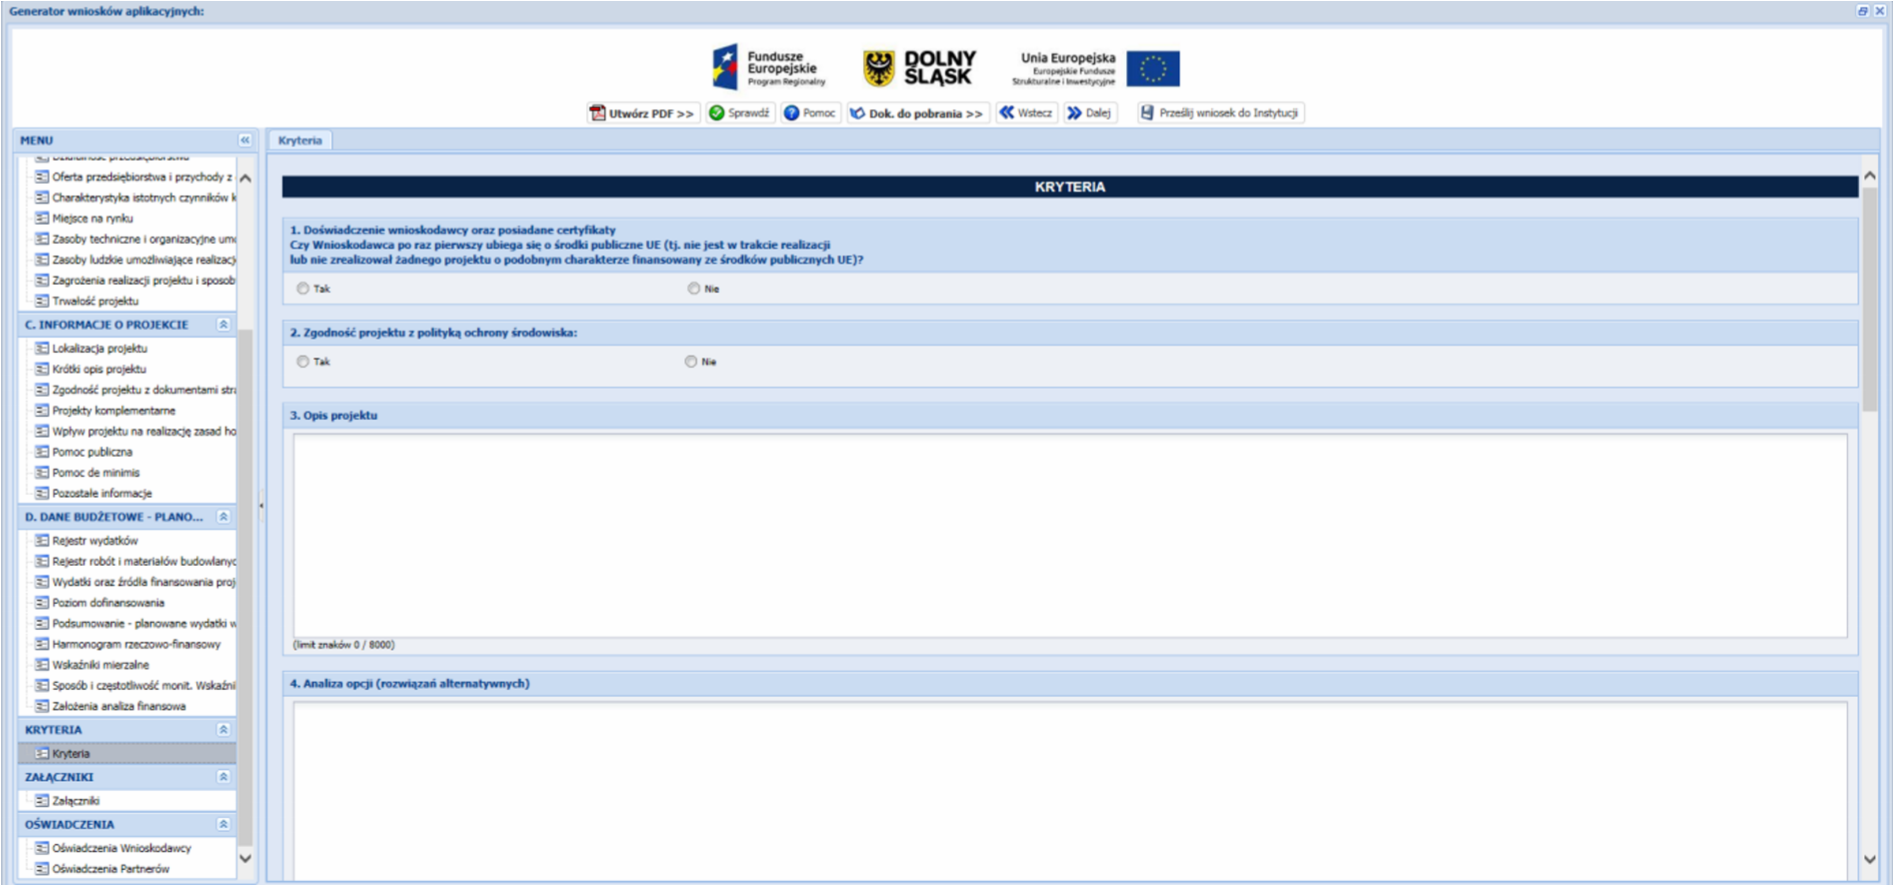 Generator wniosków aplikacyjnych:
Fundusze
Europejskie
Program Regionalny
DOLNY
ŚLĄSK
Unia Europejska
Europejskie Fundusze
Strukturalne i Inwestycyjne
Utwórz PDF >>
Sprawdź
Pomoc
Dok. do pobrania >>
Wstecz
Dalej
Prześlij wniosek do Instytucji
MENU
Oferta przedsiębiorstwa i przychody z
Charakterystyka istotnych czynników k
Miejsce na rynku
Zasoby techniczne i organizacyjne umo
Zasoby ludzkie umożliwiające realizacj
Zagrożenia realizacji projektu i sposob
Trwałość projektu
C. INFORMACJE O PROJEKCIE
Lokalizacja projektu
Krótki opis projektu
Zgodność projektu z dokumentami stra
Projekty komplementarne
Wpływ projektu na realizację zasad ho
Pomoc publiczna
Pomoc de minimis
Pozostałe informacje
D. DANE BUDŻETOWE - PLANO...
Rejestr wydatków
Rejestr robót i materiałów budowlanyc
Wydatki oraz źródła finansowania proj
Poziom dofinansowania
Podsumowanie - planowane wydatki w
Harmonogram rzeczowo-finansowy
Wskaźniki mierzalne
Sposób i częstotliwość monit. Wskaźni
Założenia analiza finansowa
KRYTERIA
Kryteria
ZAŁĄCZNIKI
Załączniki
OŚWIADCZENIA
Oświadczenia Wnioskodawcy
Oświadczenia Partnerów
Kryteria
KRYTERIA
1. Doświadczenie wnioskodawcy oraz posiadane certyfikaty
Czy Wnioskodawca po raz pierwszy ubiega się o środki publiczne UE (tj. nie jest w trakcie realizacji
lub nie zrealizował żadnego projektu o podobnym charakterze finansowany ze środków publicznych UE)?
Tak Nie
2. Zgodność projektu z polityką ochrony środowiska:
Tak Nie
3. Opis projektu
(limit znaków 0 / 8000)
4. Analiza opcji (rozwiązań alternatywnych)